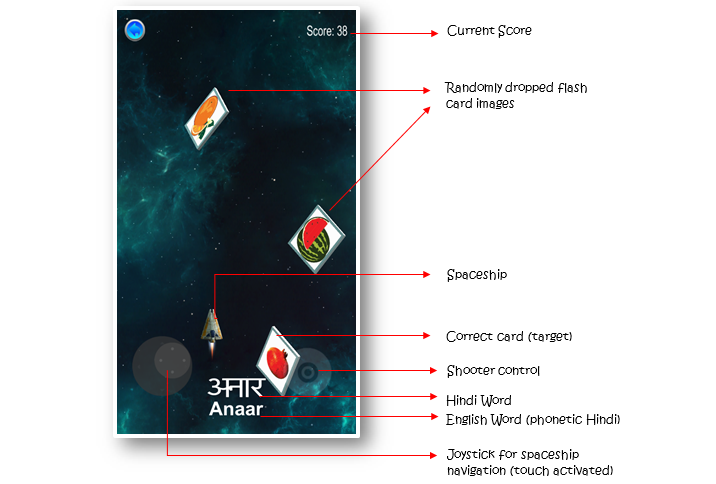 Score: 38
Current Score
Randomly dropped flash
card images
Spaceship
Correct card (target)
Shooter control
अनार
Hindi Word
Anaar
English Word (phonetic Hindi)
Joystick for spaceship
navigation (touch activated)